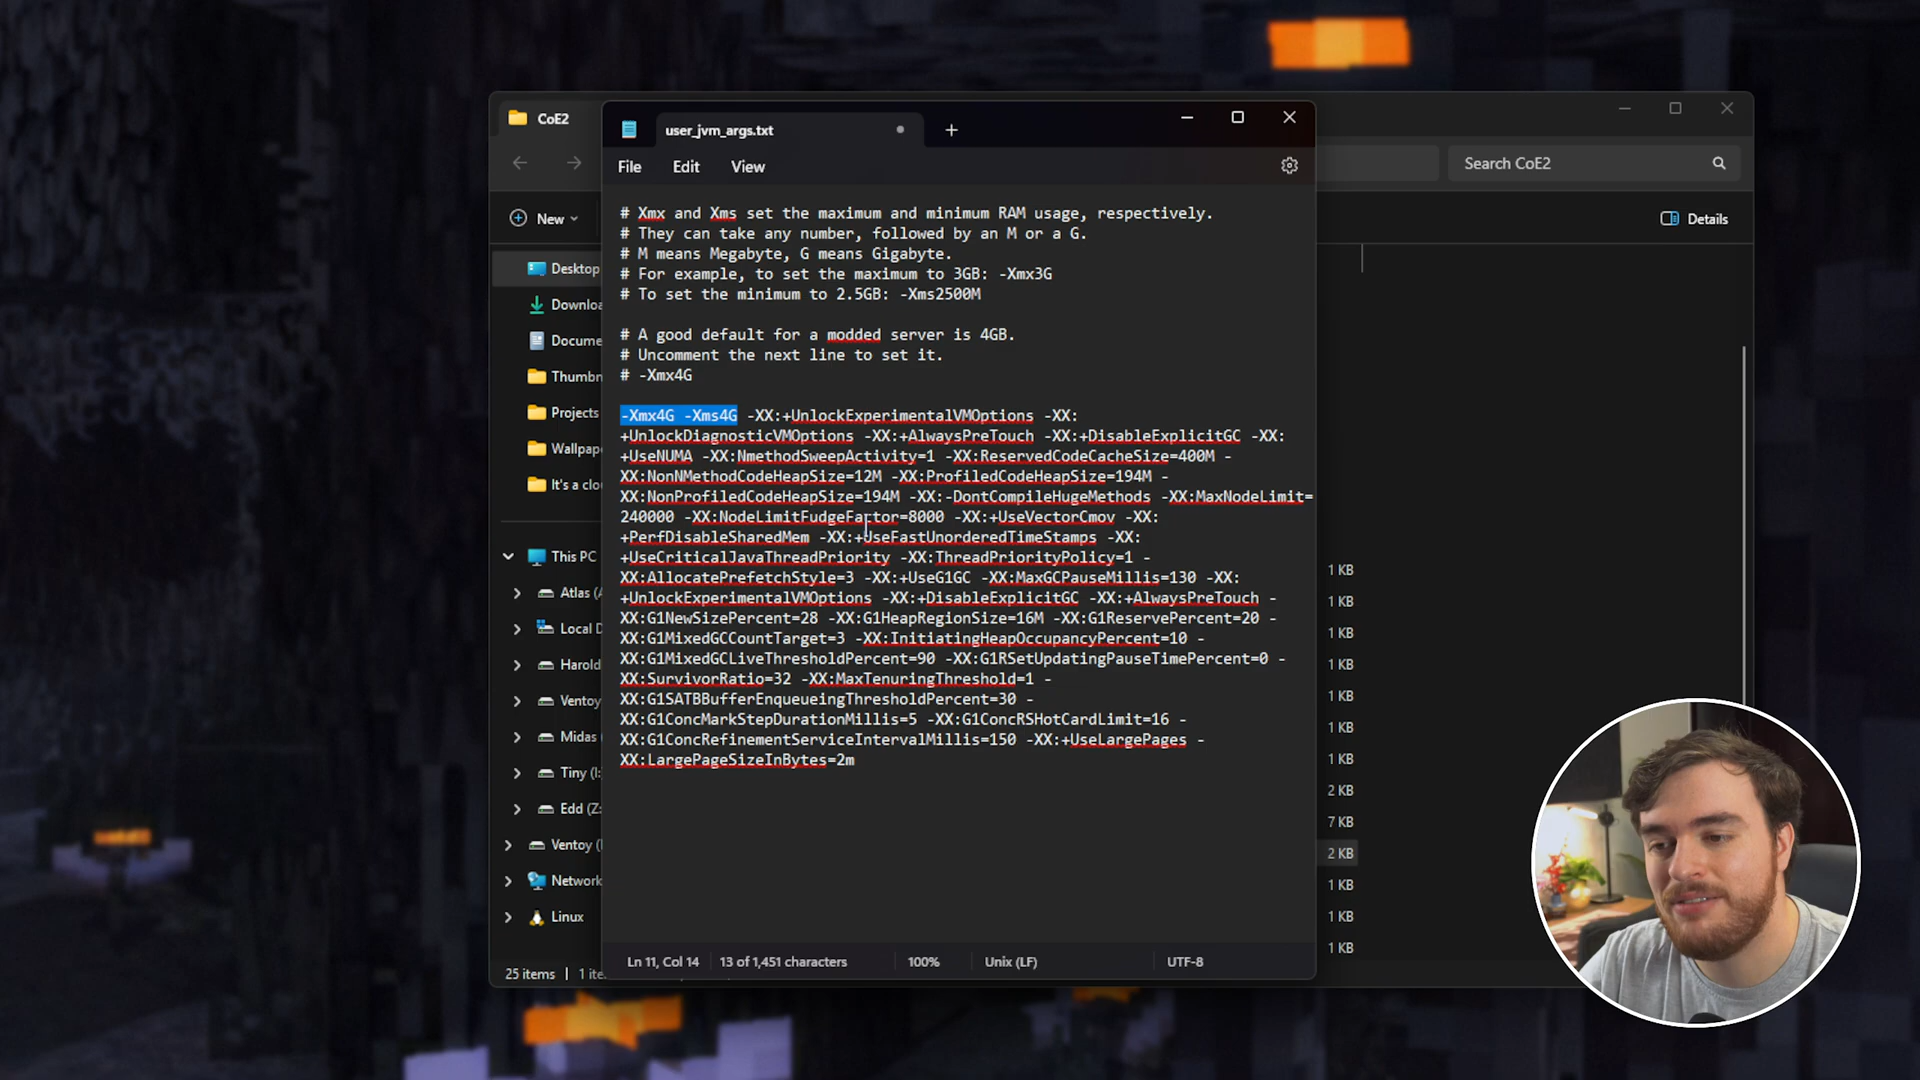 CoE2
user_jvm_args.txt
File Edit View
Search CoE2
New
Details
# Xmx and Xms set the maximum and minimum RAM usage, respectively.
# They can take any number, followed by an M or a G.
# M means Megabyte, G means Gigabyte.
# For example, to set the maximum to 3GB: -Xmx3G
# To set the minimum to 2.5GB: -Xms2500M
# A good default for a modded server is 4GB.
# Uncomment the next line to set it.
# -Xmx4G
-Xmx4G -Xms4G -XX:+UnlockExperimentalVMOptions -XX:
+UnlockDiagnosticVMOptions -XX:+AlwaysPreTouch -XX:+DisableExplicitGC -XX:
+UseNUMA -XX:NmethodSweepActivity=1 -XX:ReservedCodeCacheSize=400M -
XX:NonNMethodCodeHeapSize=12M -XX:ProfiledCodeHeapSize=194M -
XX:NonProfiledCodeHeapSize=194M -XX:-DontCompileHugeMethods -XX:MaxNodeLimit=
240000 -XX:NodeLimitFudgeFactor=8000 -XX:+UseVectorCmov -XX:
+PerfDisableSharedMem -XX:+UseFastUnorderedTimeStamps -XX:
+UseCriticalJavaThreadPriority -XX:ThreadPriorityPolicy=1 -
XX:AllocatePrefetchStyle=3 -XX:+UseG1GC -XX:MaxGCPauseMillis=130 -XX:
+UnlockExperimentalVMOptions -XX:+DisableExplicitGC -XX:+AlwaysPreTouch -
XX:G1NewSizePercent=28 -XX:G1HeapRegionSize=16M -XX:G1ReservePercent=20 -
XX:G1MixedGCCountTarget=3 -XX:InitiatingHeapOccupancyPercent=10 -
XX:G1MixedGCLiveThresholdPercent=90 -XX:G1RSetUpdatingPauseTimePercent=0 -
XX:SurvivorRatio=32 -XX:MaxTenuringThreshold=1 -
XX:G1SATBBufferEnqueueingThresholdPercent=30 -
XX:G1ConcMarkStepDurationMillis=5 -XX:G1ConcRSHotCardLimit=16 -
XX:G1ConcRefinementServiceIntervalMillis=150 -XX:+UseLargePages -
XX:LargePageSizeInBytes=2m
Ln 11, Col 14 13 of 1,451 characters 100% Unix (LF) UTF-8
Desktop
Downloa
Docume
Thumbn
Projects
Wallpap
It's a clo
This PC
Atlas (
Local D
Harold
Ventoy
Midas
Tiny (I:
Edd (Z:
Ventoy (
Network
Linux
25 items 1 ite
1 KB
1 KB
1 KB
1 KB
1 KB
1 KB
1 KB
2 KB
7 KB
2 KB
1 KB
1 KB
1 KB